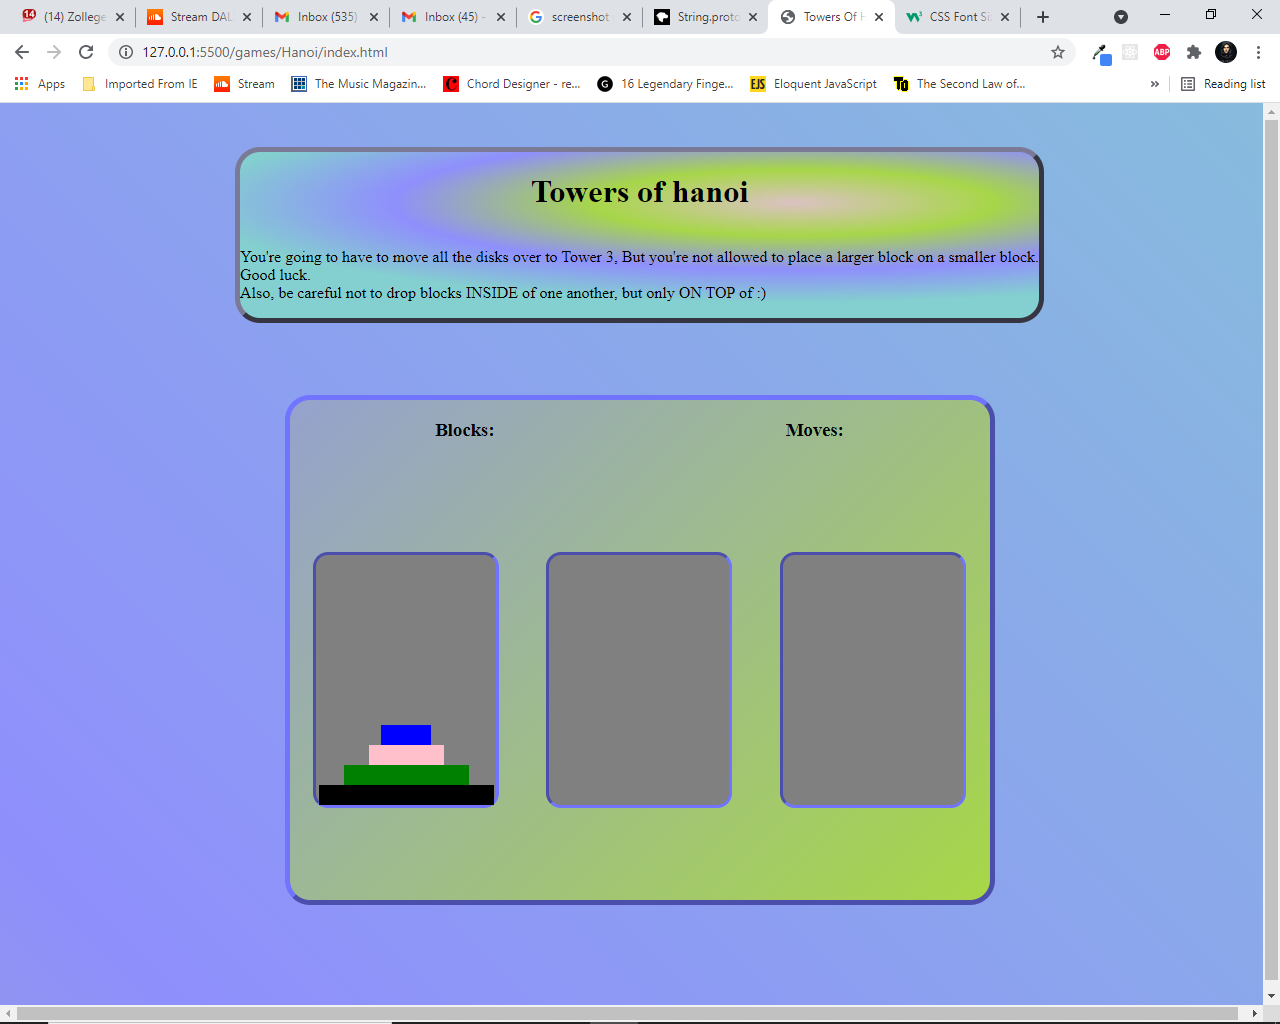 14 (14) Zollege
Stream DAL
Inbox (535)
Inbox (45) -
screenshot
String.proto
Towers Of H
CSS Font Si
127.0.0.1:5500/games/Hanoi/index.html
ABP
Apps
Imported From IE
Stream
The Music Magazin...
Chord Designer - re...
16 Legendary Finge...
EJS Eloquent JavaScript
The Second Law of...
»
Reading list
Towers of hanoi
You're going to have to move all the disks over to Tower 3, But you're not allowed to place a larger block on a smaller block.
Good luck.
Also, be careful not to drop blocks INSIDE of one another, but only ON TOP of :)
Blocks:
Moves: